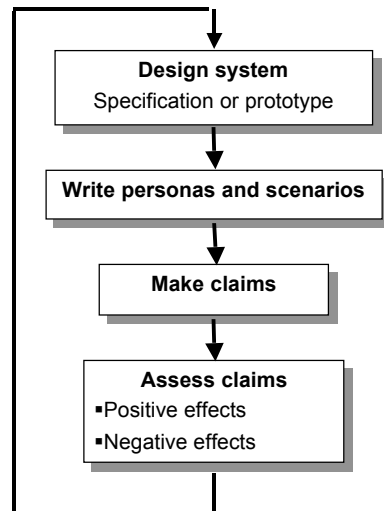 Design system
Specification or prototype
Write personas and scenarios
Make claims
Assess claims
▪Positive effects
▪Negative effects